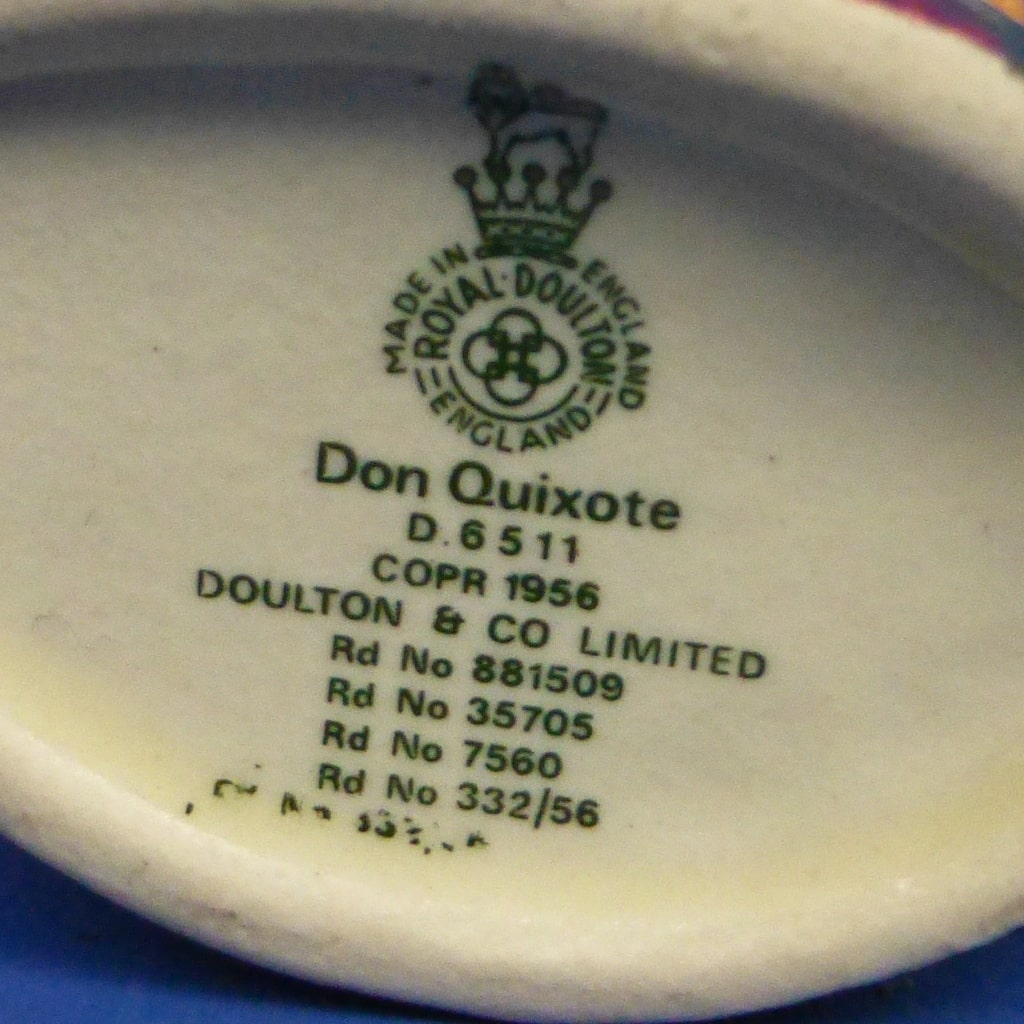 MADE IN ENGLAND
ROYAL·DOULTON
ENGLAND
Don Quixote
D.6511
COPR 1956
DOULTON & CO LIMITED
Rd No 881509
Rd No 35705
Rd No 7560
Rd No 332/56